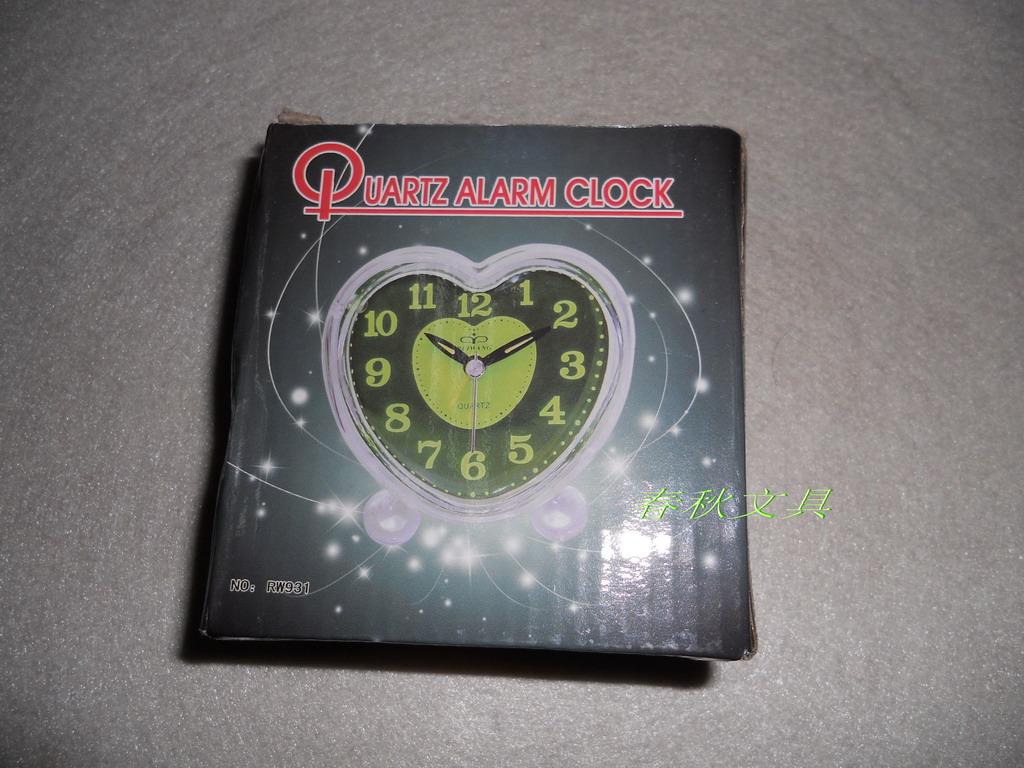 QUARTZ ALARM CLOCK
11 12 1
10 2
9 3
8 4
7 6 5
QUARTZ
春秋文具
NO: RW931